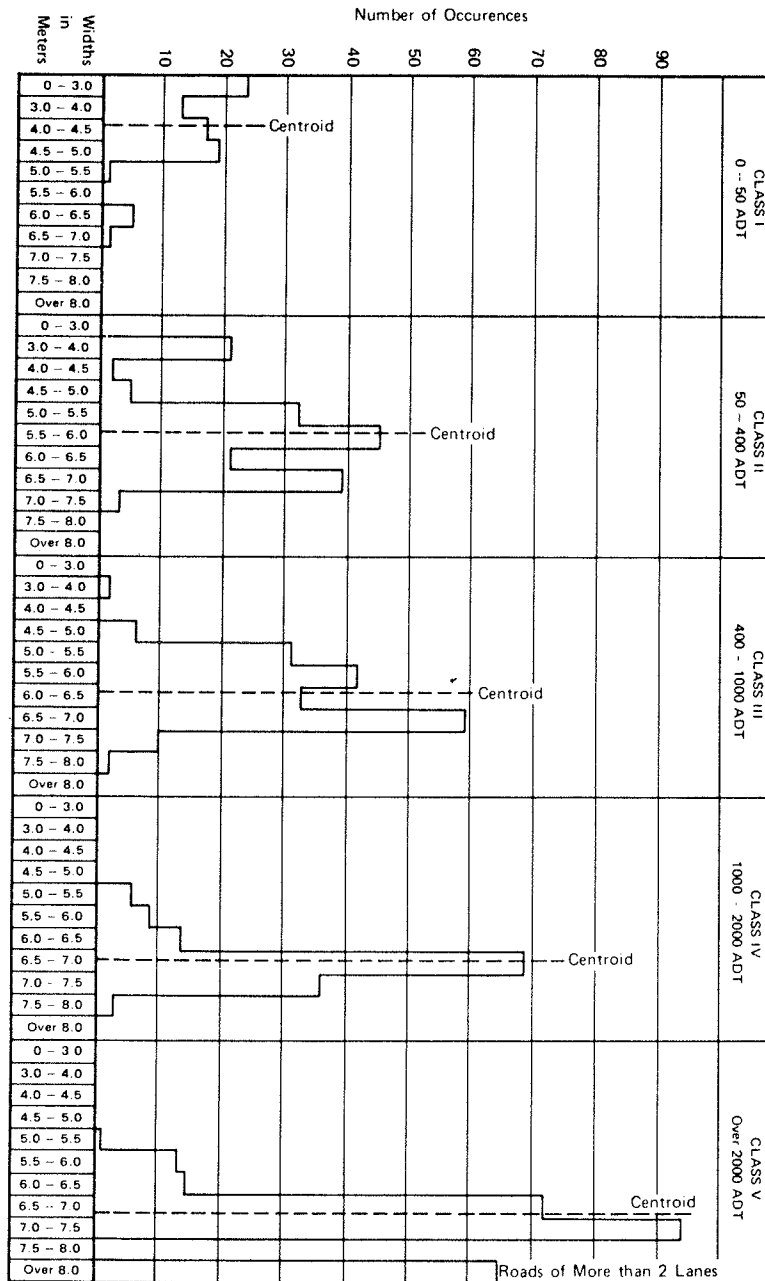 Number of Occurences
Widths
in
Meters
10
20
30
40
50
60
70
80
90
0 – 3.0
3.0 – 4.0
4.0 – 4.5
4.5 – 5.0
5.0 – 5.5
5.5 – 6.0
6.0 – 6.5
6.5 – 7.0
7.0 – 7.5
7.5 – 8.0
Over 8.0
Centroid
CLASS I
0 – 50 ADT
0 – 3.0
3.0 – 4.0
4.0 – 4.5
4.5 – 5.0
5.0 – 5.5
5.5 – 6.0
6.0 – 6.5
6.5 – 7.0
7.0 – 7.5
7.5 – 8.0
Over 8.0
Centroid
CLASS II
50 – 400 ADT
0 – 3.0
3.0 – 4.0
4.0 – 4.5
4.5 – 5.0
5.0 – 5.5
5.5 – 6.0
6.0 – 6.5
6.5 – 7.0
7.0 – 7.5
7.5 – 8.0
Over 8.0
Centroid
CLASS III
400 - 1000 ADT
0 – 3.0
3.0 – 4.0
4.0 – 4.5
4.5 – 5.0
5.0 – 5.5
5.5 – 6.0
6.0 – 6.5
6.5 – 7.0
7.0 - 7.5
7.5 – 8.0
Over 8.0
Centroid
CLASS IV
1000 - 2000 ADT
0 – 3.0
3.0 – 4.0
4.0 – 4.5
4.5 – 5.0
5.0 – 5.5
5.5 – 6.0
6.0 – 6.5
6.5 – 7.0
7.0 – 7.5
7.5 – 8.0
Over 8.0
Centroid
CLASS V
Over 2000 ADT
Roads of More than 2 Lanes